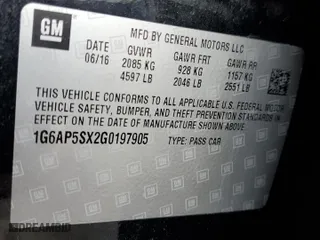 GM
MFD BY GENERAL MOTORS LLC
06/16 GVWR GAWR FRT GAWR RR
2085 KG 928 KG 1157 KG
4597 LB 2046 LB 2551 LB
THIS VEHICLE CONFORMS TO ALL APPLICABLE U.S. FEDERAL MOTOR
VEHICLE SAFETY, BUMPER, AND THEFT PREVENTION STANDARDS IN
EFFECT ON THE DATE OF MANUFACTURE SHOWN ABOVE.
1G6AP5SX2G0197905 TYPE: PASS CAR
DREAMBID